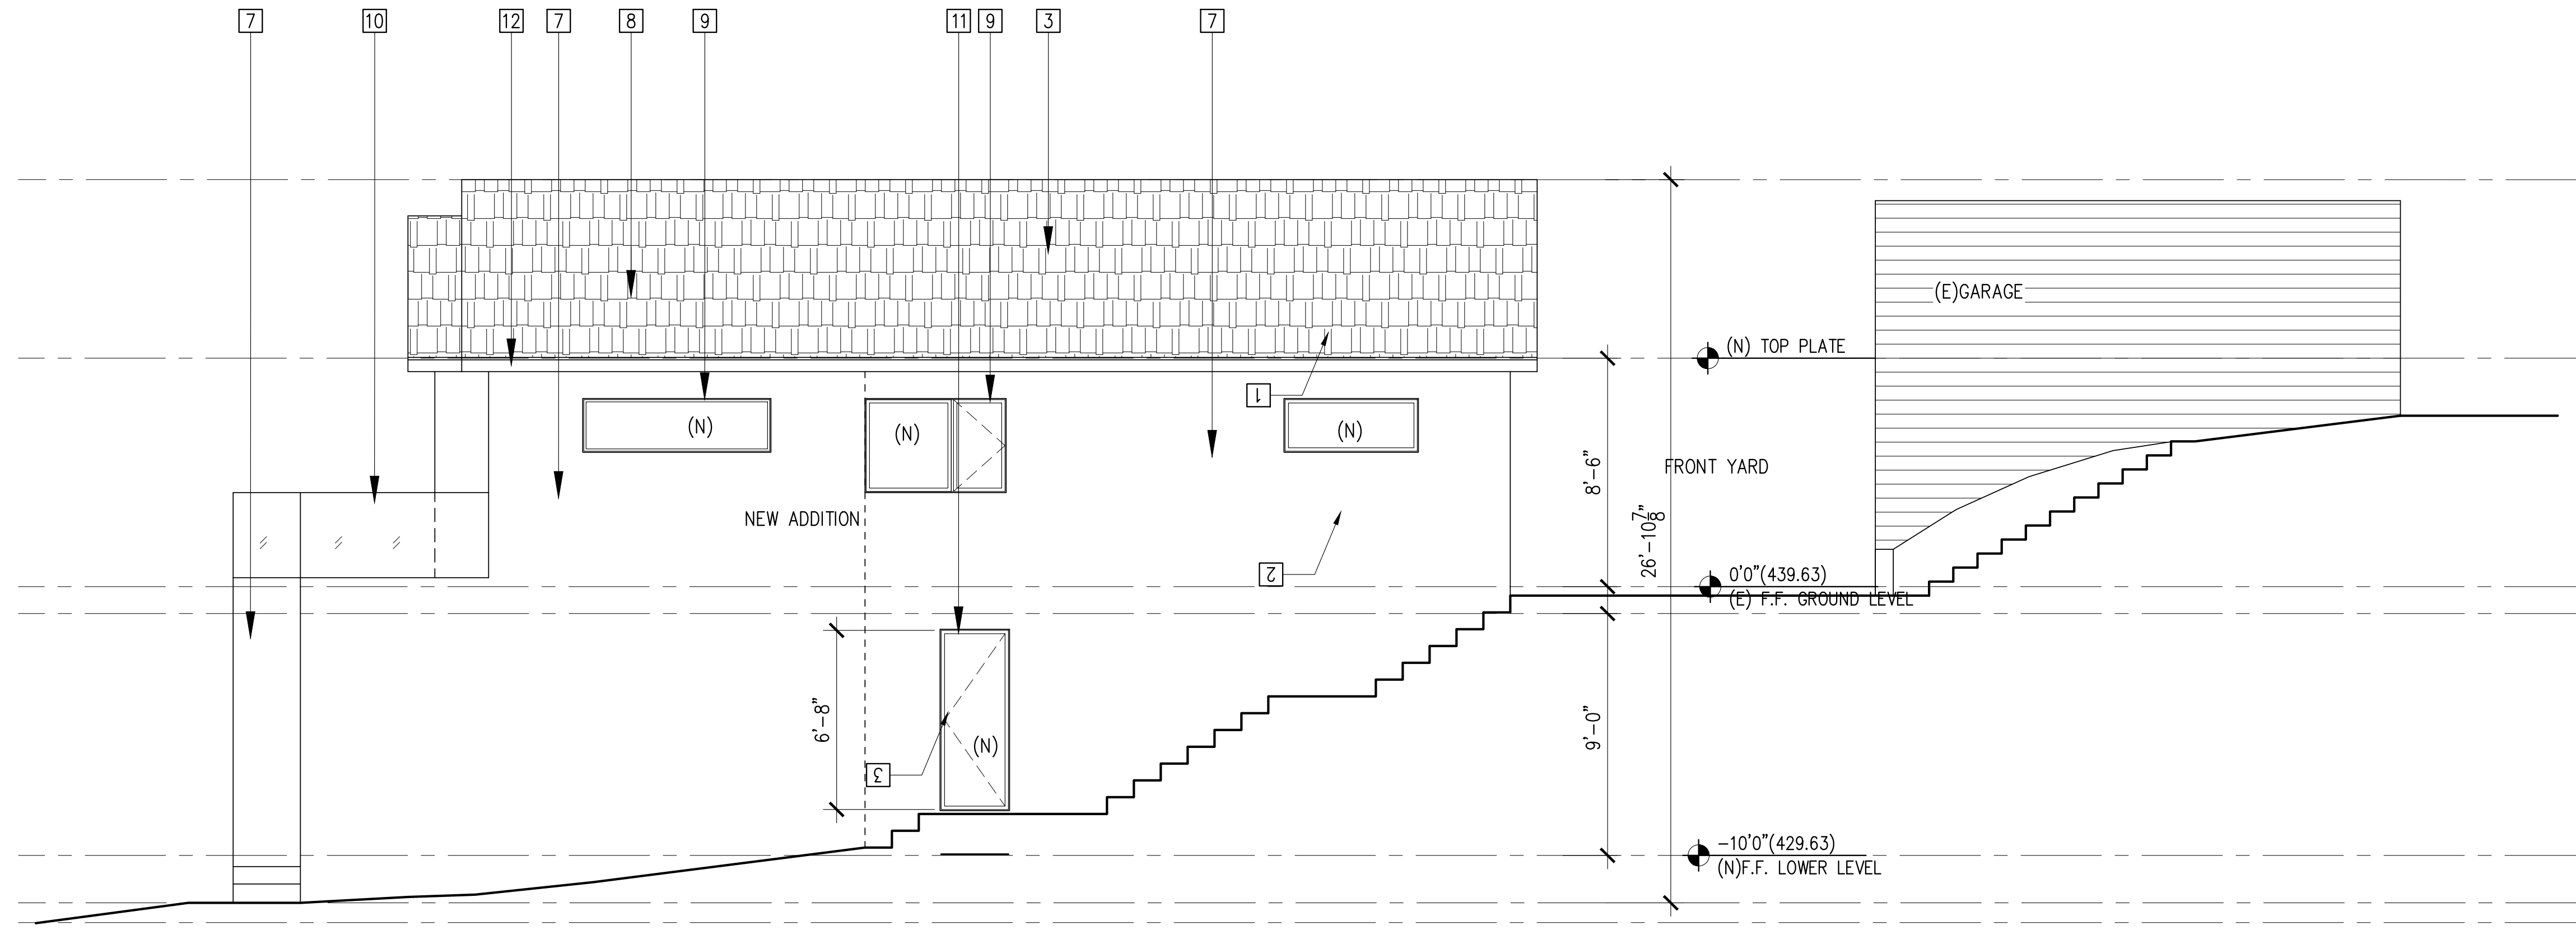 7 10 12 7 8 9 11 9 3 7
(E)GARAGE
(N) TOP PLATE
1
(N) (N) (N)
8'-6"
FRONT YARD
NEW ADDITION
26'-10 7/8"
2
0'0"(439.63)
(E) F.F. GROUND LEVEL
6'-8"
9'-0"
(N)
3
-10'0"(429.63)
(N)F.F. LOWER LEVEL